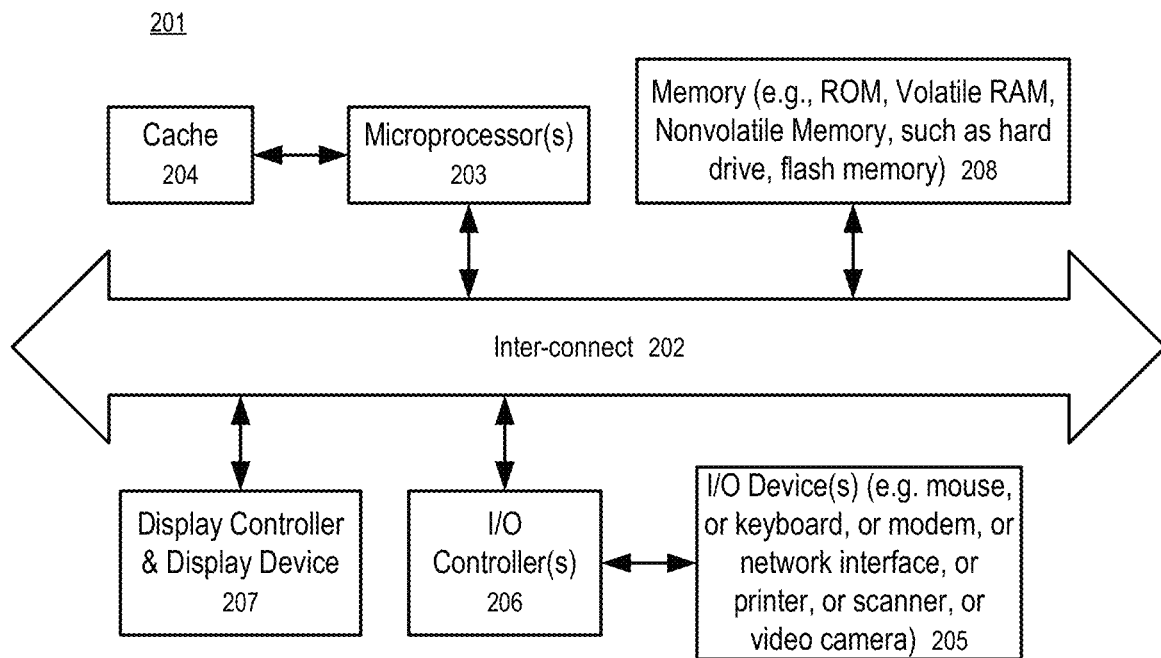 201
Cache
204
Microprocessor(s)
203
Memory (e.g., ROM, Volatile RAM,
Nonvolatile Memory, such as hard
drive, flash memory) 208
Inter-connect 202
Display Controller
& Display Device
207
I/O
Controller(s)
206
I/O Device(s) (e.g. mouse,
or keyboard, or modem, or
network interface, or
printer, or scanner, or
video camera) 205